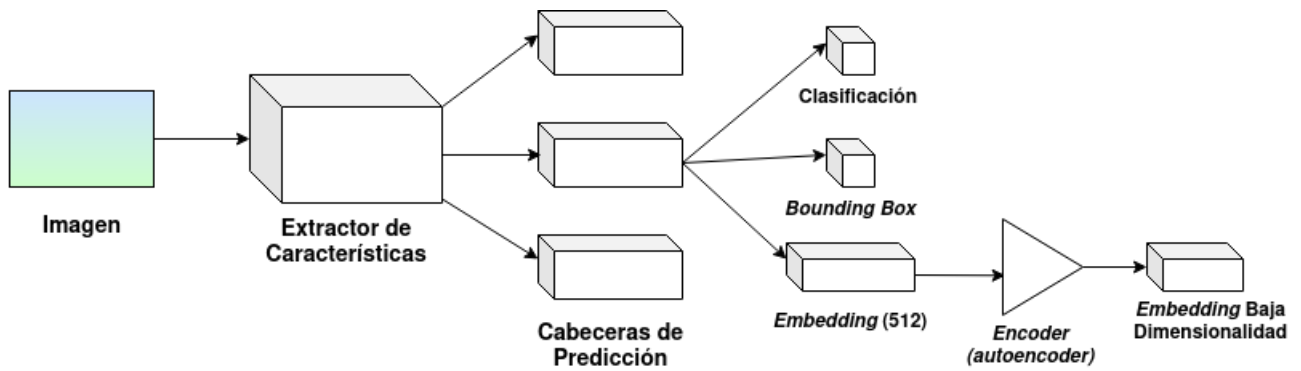 Imagen
Extractor de
Características
Cabeceras de
Predicción
Clasificación
Bounding Box
Embedding (512)
Encoder
(autoencoder)
Embedding Baja
Dimensionalidad